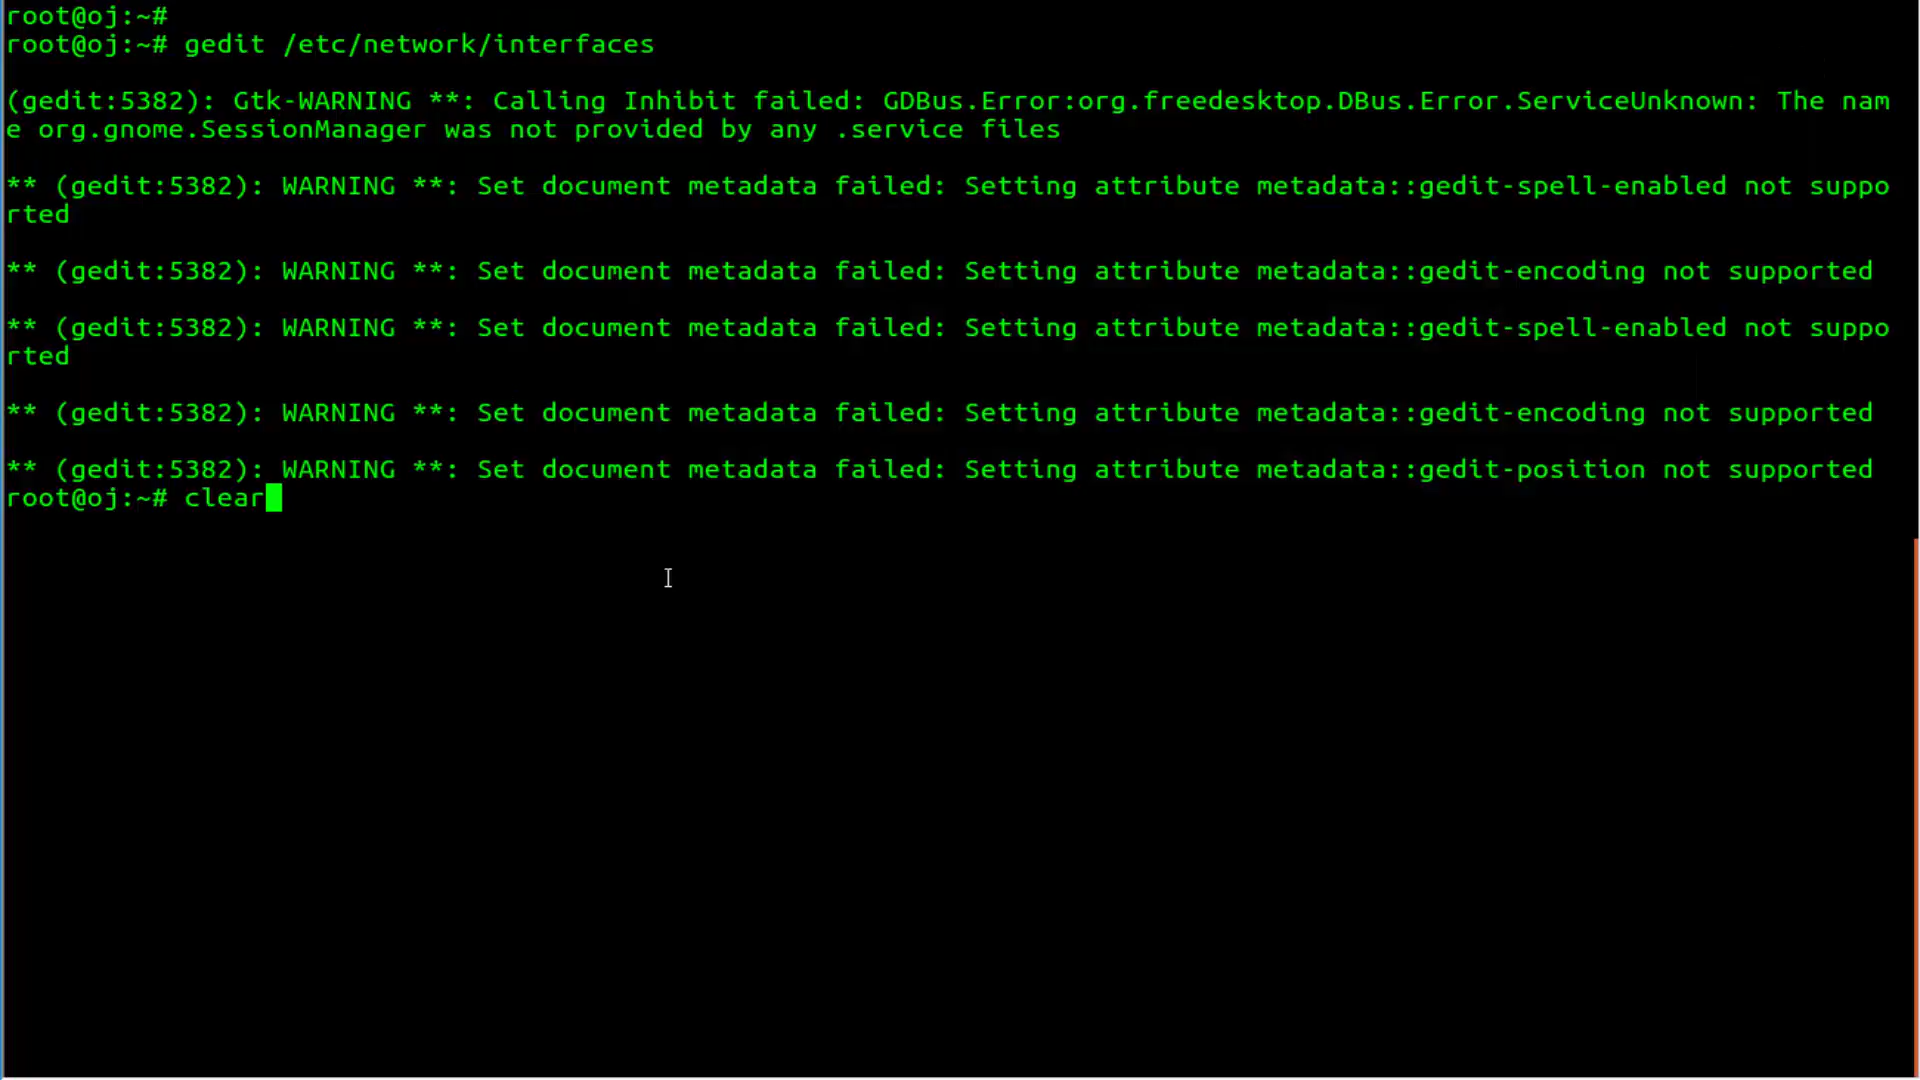 root@oj:~#
root@oj:~# gedit /etc/network/interfaces
(gedit:5382): Gtk-WARNING **: Calling Inhibit failed: GDBus.Error:org.freedesktop.DBus.Error.ServiceUnknown: The nam
e org.gnome.SessionManager was not provided by any .service files
** (gedit:5382): WARNING **: Set document metadata failed: Setting attribute metadata::gedit-spell-enabled not suppo
rted
** (gedit:5382): WARNING **: Set document metadata failed: Setting attribute metadata::gedit-encoding not supported
** (gedit:5382): WARNING **: Set document metadata failed: Setting attribute metadata::gedit-spell-enabled not suppo
rted
** (gedit:5382): WARNING **: Set document metadata failed: Setting attribute metadata::gedit-encoding not supported
** (gedit:5382): WARNING **: Set document metadata failed: Setting attribute metadata::gedit-position not supported
root@oj:~# clear